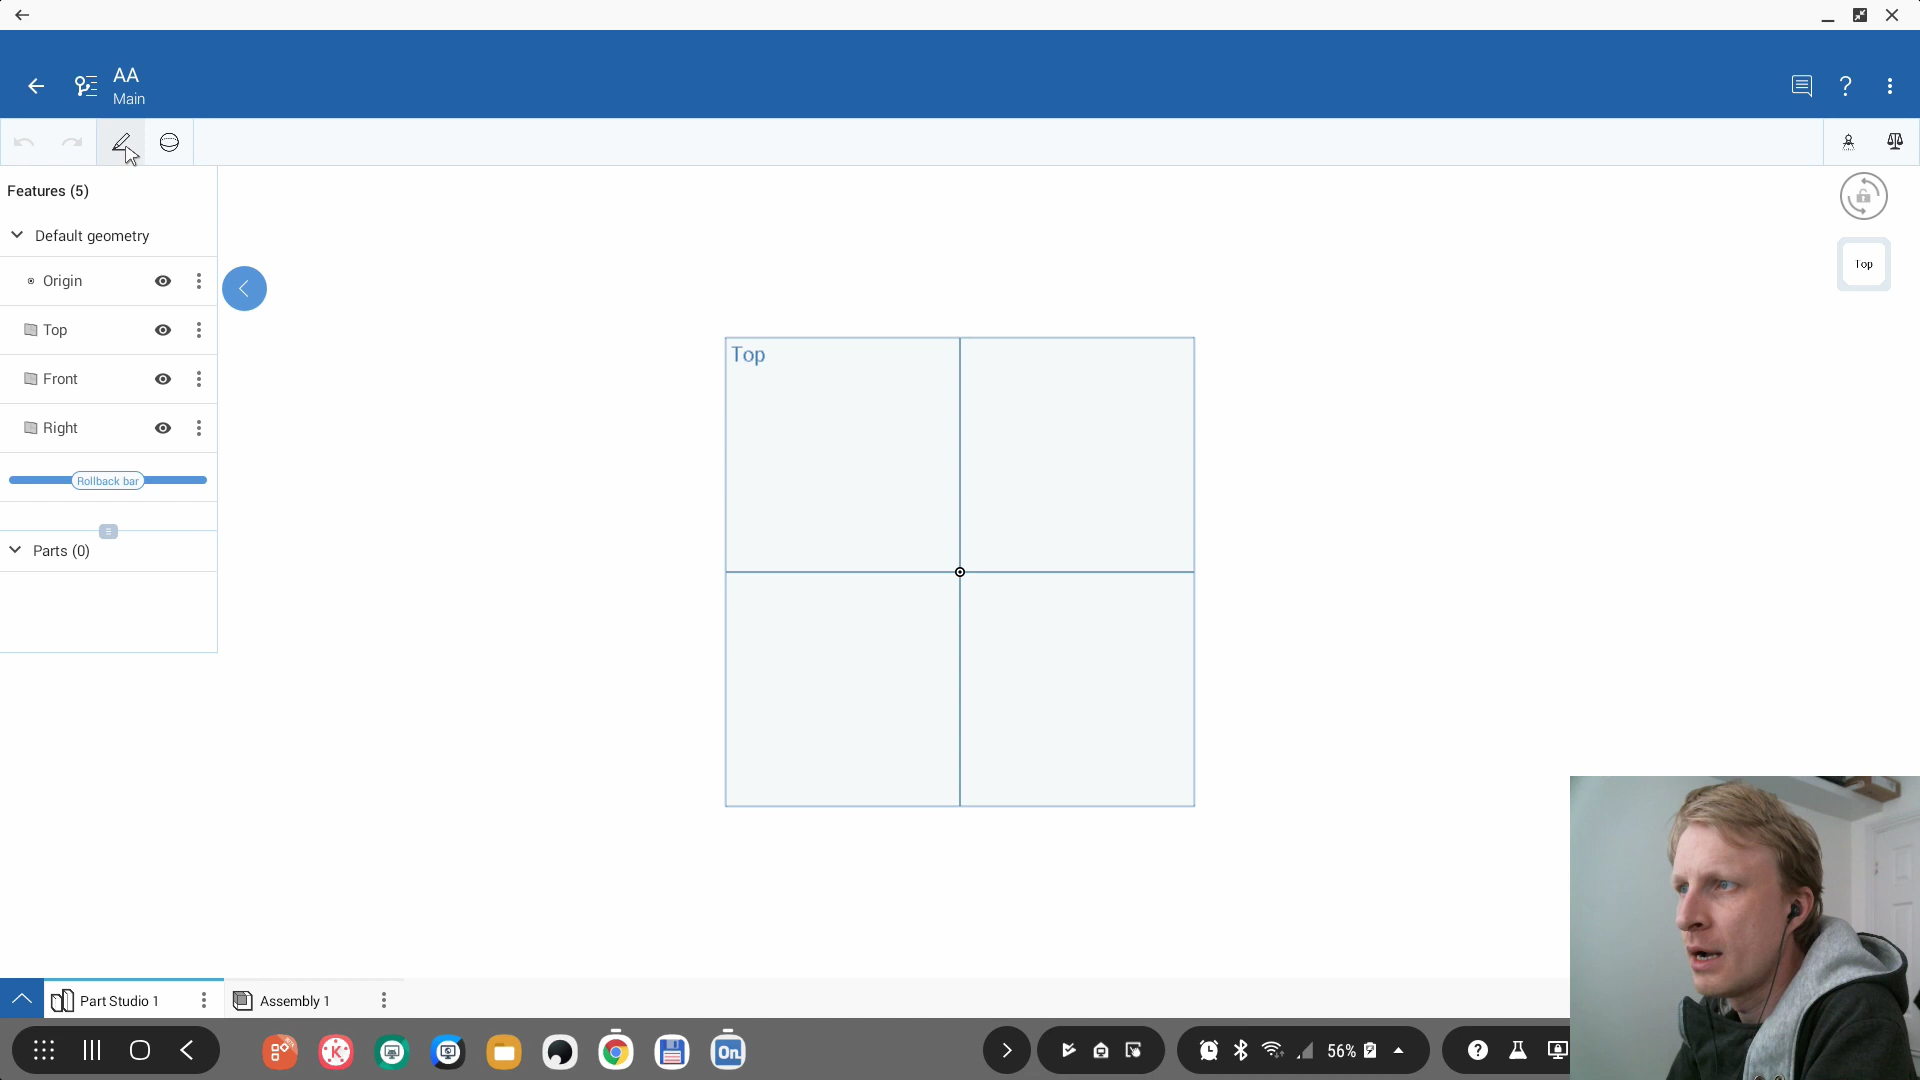 AA
Main
?
Features (5)
Default geometry
Origin
Top
Front
Right
Rollback bar
Parts (0)
Top
Top
Part Studio 1
Assembly 1
On
56%
?